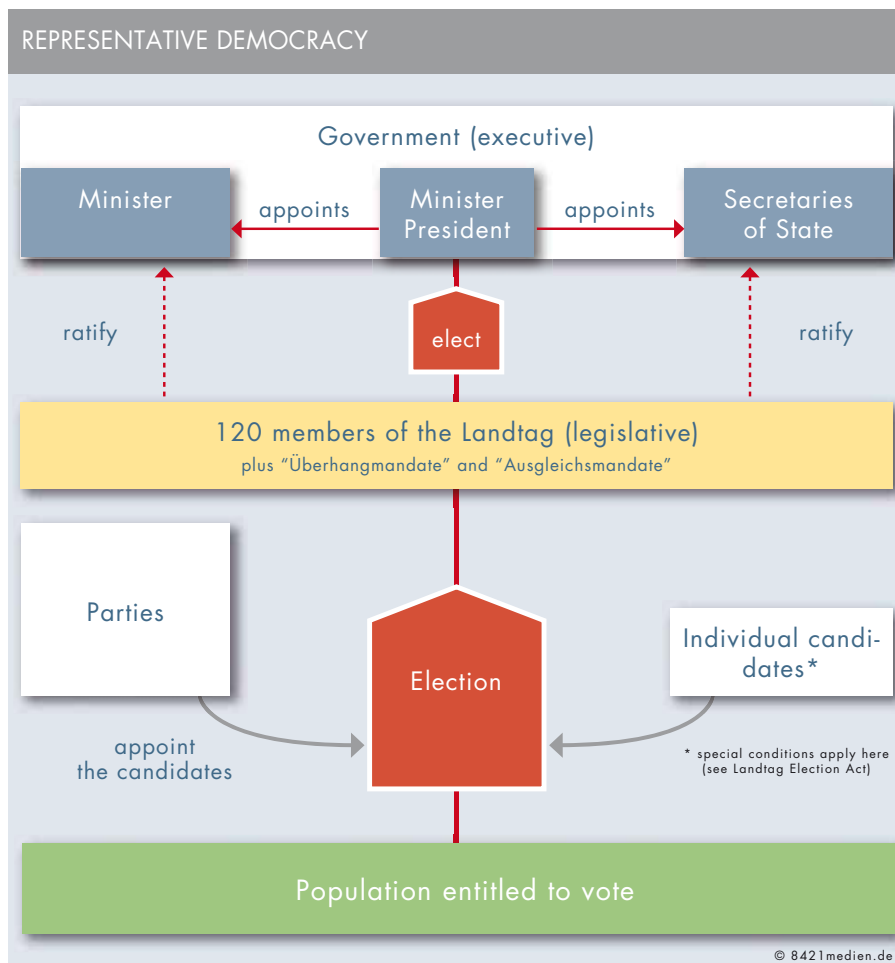 REPRESENTATIVE DEMOCRACY
Government (executive)
Minister
appoints
Minister
President
appoints
Secretaries
of State
ratify
elect
ratify
120 members of the Landtag (legislative)
plus “Überhangmandate” and “Ausgleichsmandate”
Parties
Individual candi-
dates*
Election
appoint
the candidates
* special conditions apply here
(see Landtag Election Act)
Population entitled to vote
© 8421medien.de